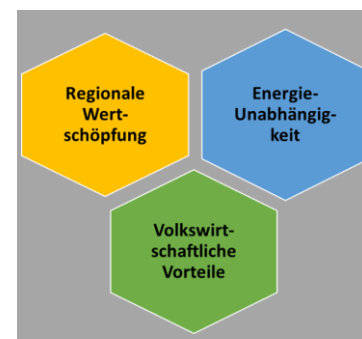 Regionale
Wert-
schöpfung
Energie-
Unabhängig-
keit
Volkswirt-
schaftliche
Vorteile